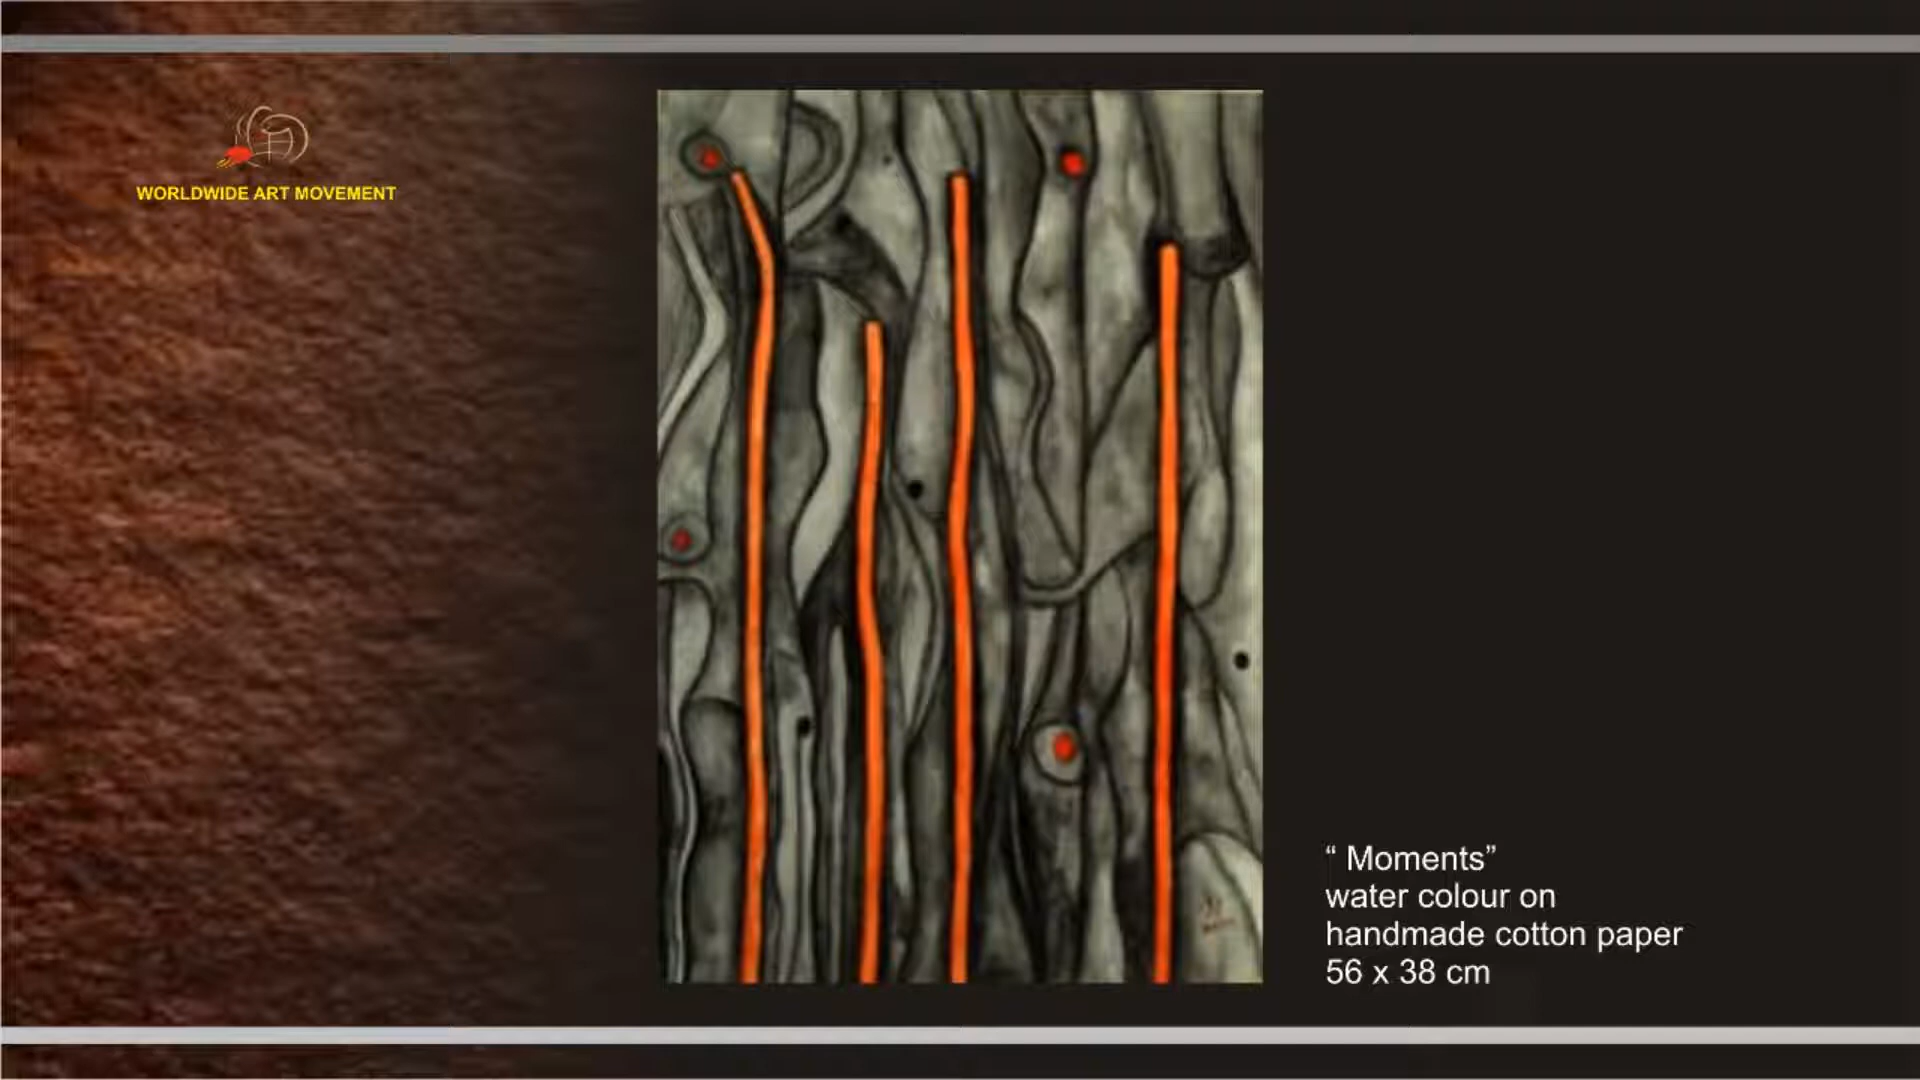 WORLDWIDE ART MOVEMENT
“ Moments”
water colour on
handmade cotton paper
56 x 38 cm